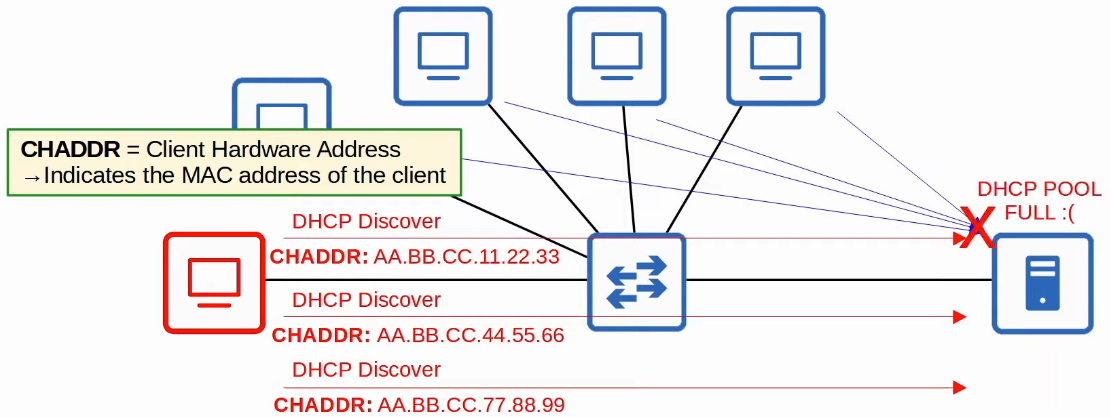 CHADDR = Client Hardware Address
→Indicates the MAC address of the client
DHCP POOL
FULL :(
DHCP Discover
CHADDR: AA.BB.CC.11.22.33
DHCP Discover
CHADDR: AA.BB.CC.44.55.66
DHCP Discover
CHADDR: AA.BB.CC.77.88.99